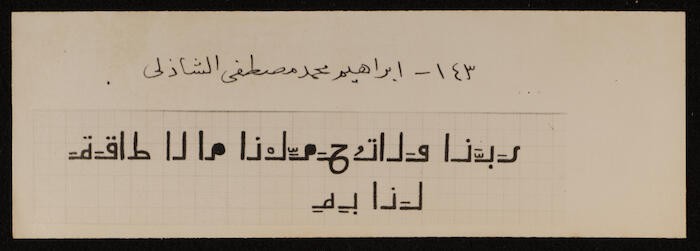 ١٤٣ - ابراهيم محمد مصطفى الشاذلى .
ربنا ولا تحملنا ما لا طاقة
لنا به